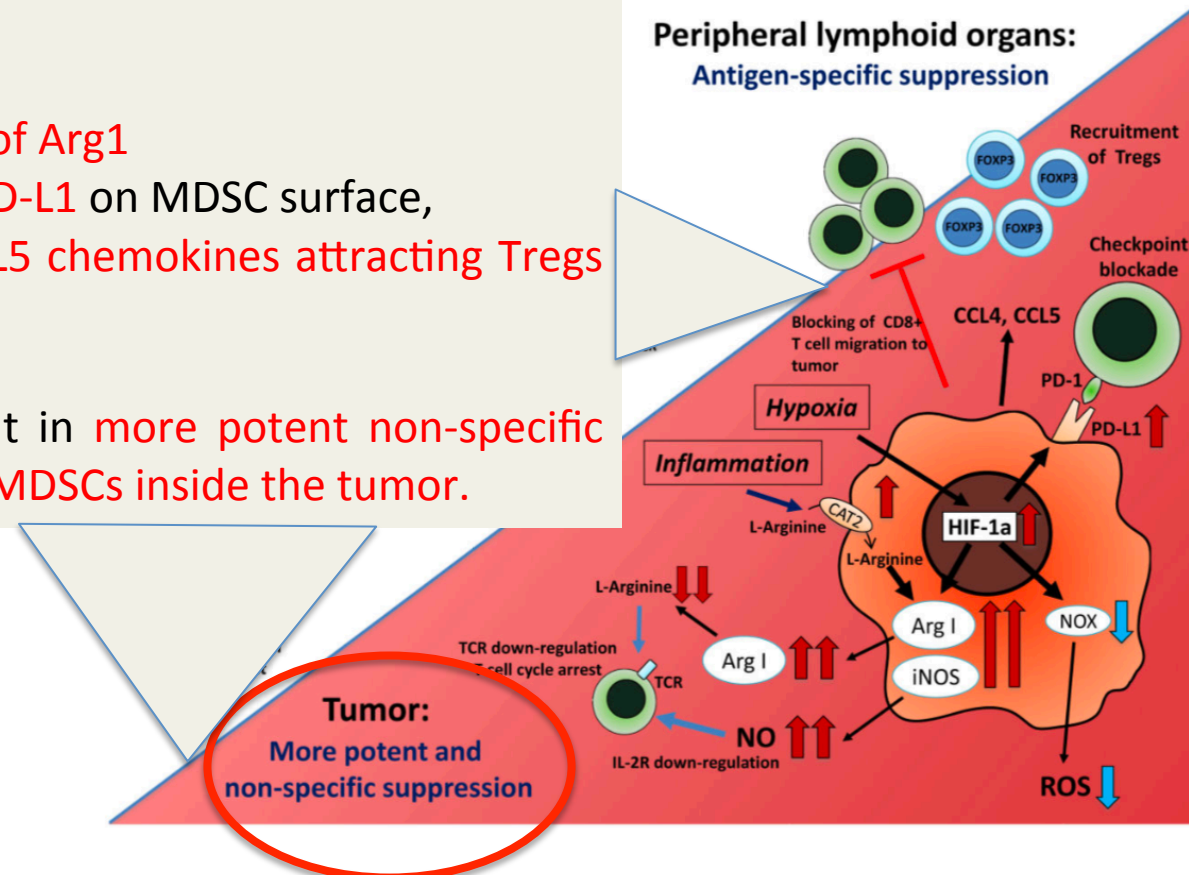 Peripheral lymphoid organs:
Antigen-specific suppression
of Arg1
D-L1 on MDSC surface,
L5 chemokines attracting Tregs
t in more potent non-specific
MDSCs inside the tumor.
Recruitment
of Tregs
FOXP3
FOXP3
FOXP3
FOXP3
Checkpoint
blockade
Blocking of CD8+
T cell migration to
tumor
CCL4, CCL5
PD-1
PD-L1
Hypoxia
Inflammation
L-Arginine
CAT2
L-Arginine
HIF-1a
L-Arginine
Arg I
iNOS
NOX
Arg I
TCR down-regulation
cell cycle arrest
TCR
NO
IL-2R down-regulation
ROS
Tumor:
More potent and
non-specific suppression